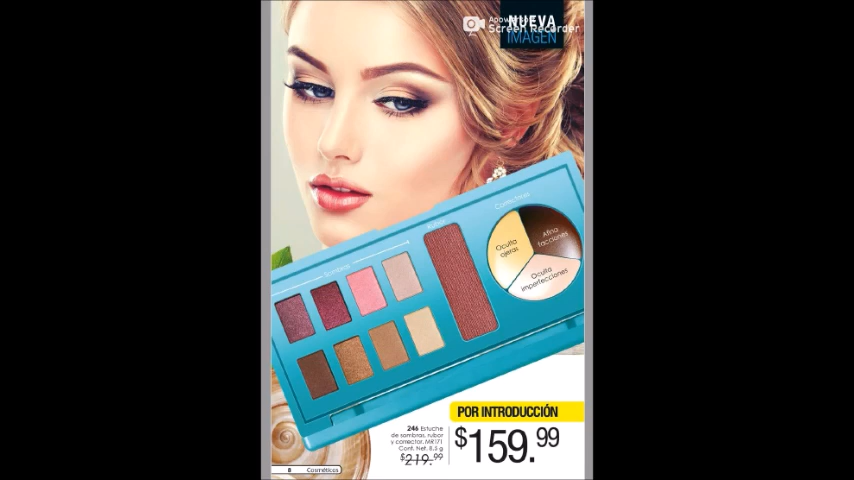 Apowersoft
Screen Recorder
NUEVA
IMAGEN
Correctores
Rubor
Sombras
Oculta
ojeras
Afina
facciones
Oculta
imperfecciones
POR INTRODUCCIÓN
246 Estuche
de sombras, rubor
y corrector. MR171
Cont. Net. 8.5 g
$219.99
$159.99
8 Cosméticos